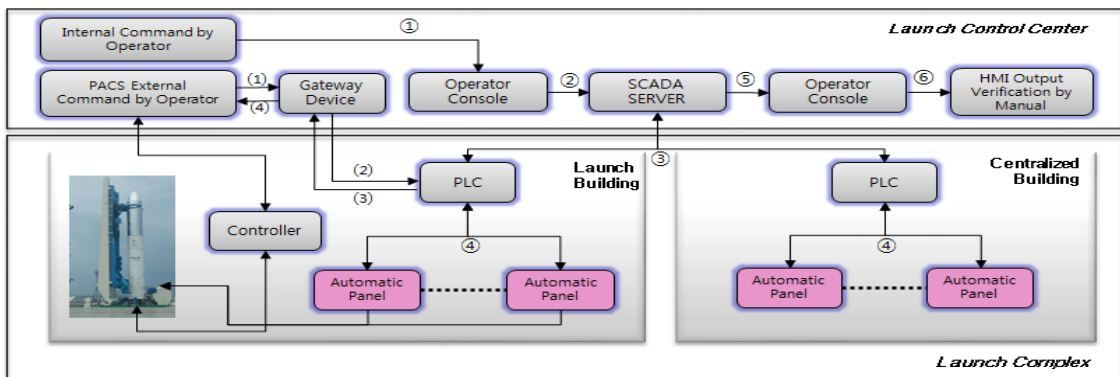 Launch Control Center
Internal Command by
Operator
①
PACS External
Command by Operator
(1)
(4)
Gateway
Device
Operator
Console
②
SCADA
SERVER
⑤
Operator
Console
⑥
HMI Output
Verification by
Manual
③
(2)
(3)
PLC
Launch
Building
Controller
④
Automatic
Panel
Automatic
Panel
Centralized
Building
PLC
④
Automatic
Panel
Automatic
Panel
Launch Complex